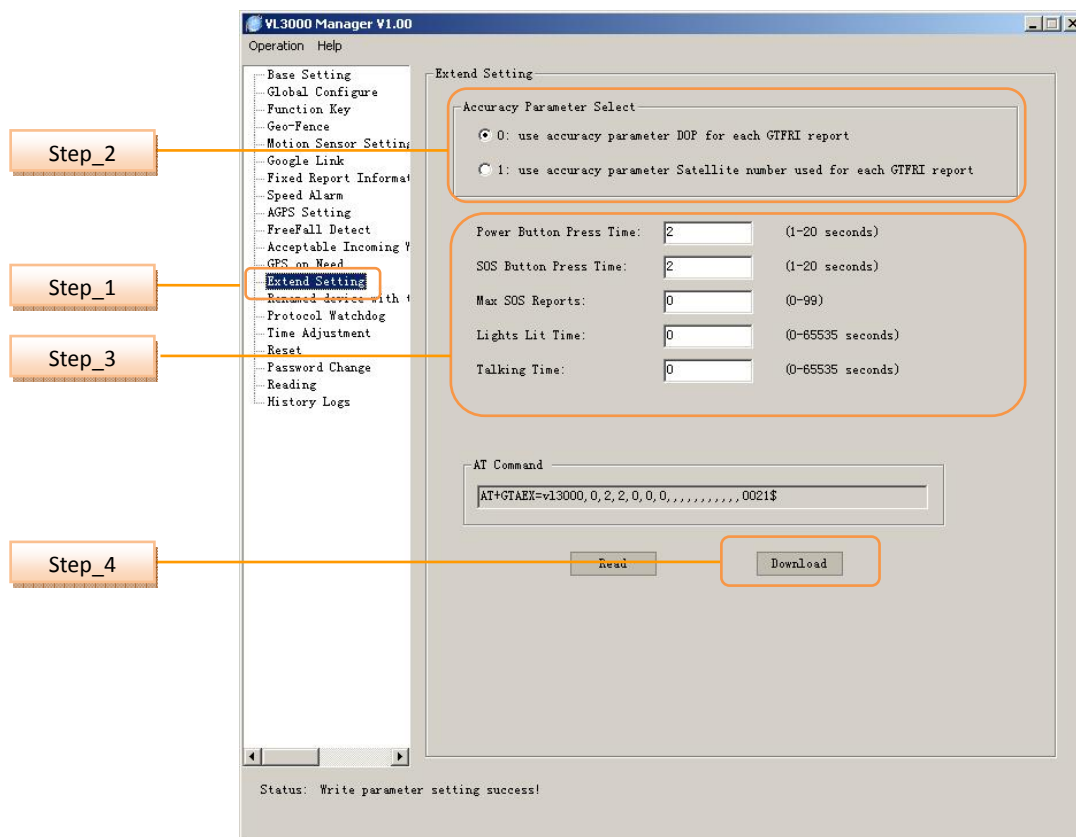 VL3000 Manager V1.00
Operation Help
Base Setting
Global Configure
Function Key
Geo-Fence
Motion Sensor Setting
Google Link
Fixed Report Informat
Speed Alarm
AGPS Setting
FreeFall Detect
Acceptable Incoming W
GPS on Need
Extend Setting
Renamed device with t
Protocol Watchdog
Time Adjustment
Reset
Password Change
Reading
History Logs
Extend Setting
Accuracy Parameter Select
0: use accuracy parameter DOP for each GTFRI report
1: use accuracy parameter Satellite number used for each GTFRI report
Power Button Press Time: 2 (1-20 seconds)
SOS Button Press Time: 2 (1-20 seconds)
Max SOS Reports: 0 (0-99)
Lights Lit Time: 0 (0-65535 seconds)
Talking Time: 0 (0-65535 seconds)
AT Command
AT+GTAEX=vl3000,0,2,2,0,0,0,,,,,,,,,,,0021$
Read Download
Status: Write parameter setting success!
Step_2
Step_1
Step_3
Step_4